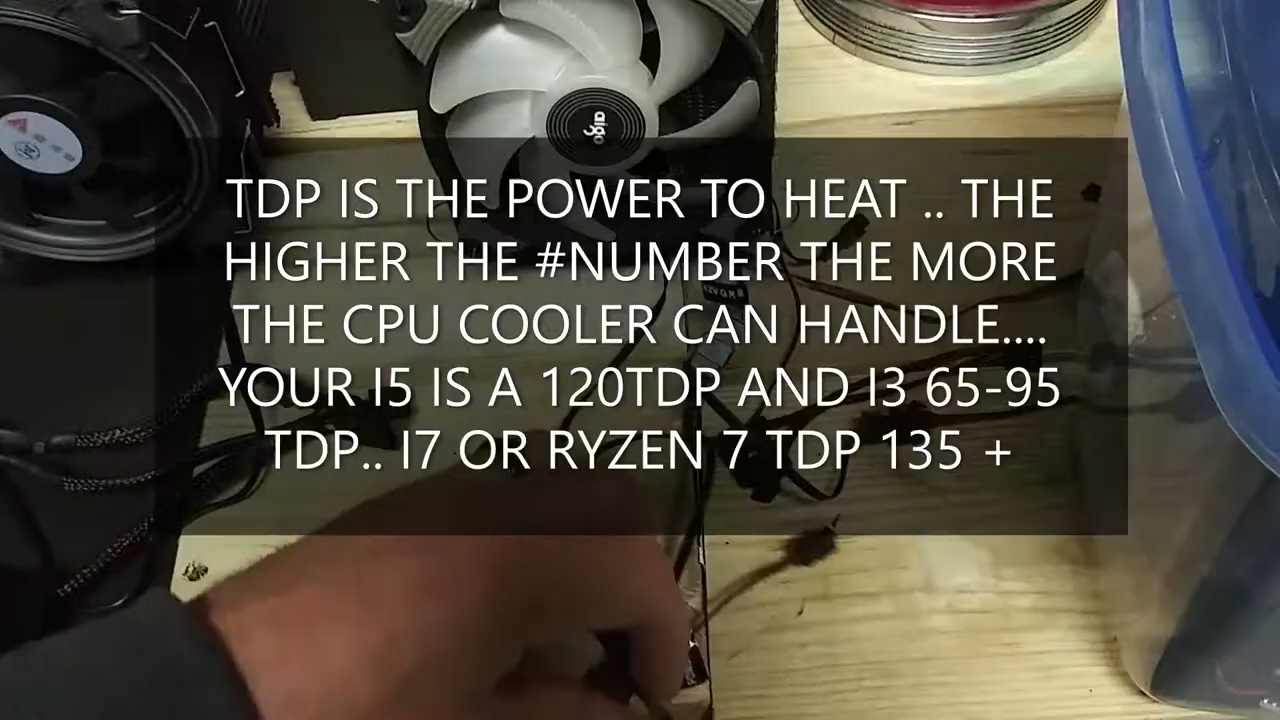 aigo
TDP IS THE POWER TO HEAT .. THE
HIGHER THE #NUMBER THE MORE
THE CPU COOLER CAN HANDLE....
YOUR I5 IS A 120TDP AND I3 65-95
TDP.. I7 OR RYZEN 7 TDP 135 +